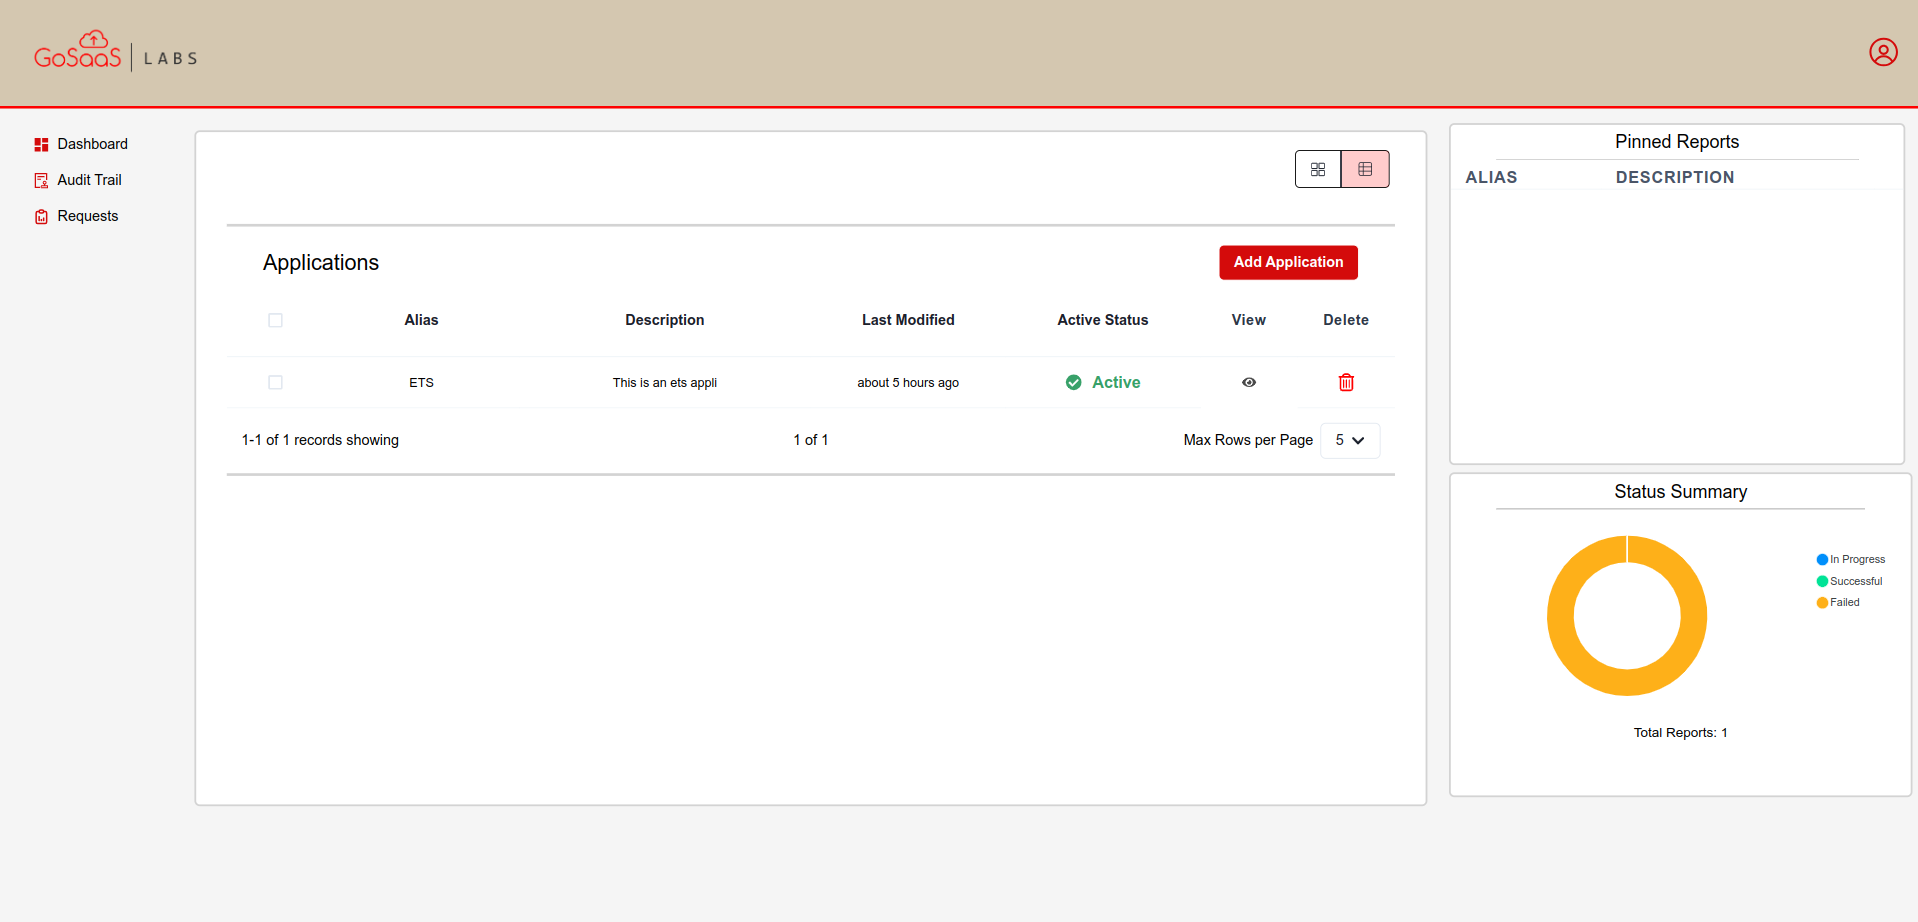 GoSaaS | LABS
Dashboard
Audit Trail
Requests
Applications
Add Application
Alias Description Last Modified Active Status View Delete
ETS This is an ets appli about 5 hours ago Active
1-1 of 1 records showing 1 of 1 Max Rows per Page 5
Pinned Reports
ALIAS DESCRIPTION
Status Summary
In Progress
Successful
Failed
Total Reports: 1